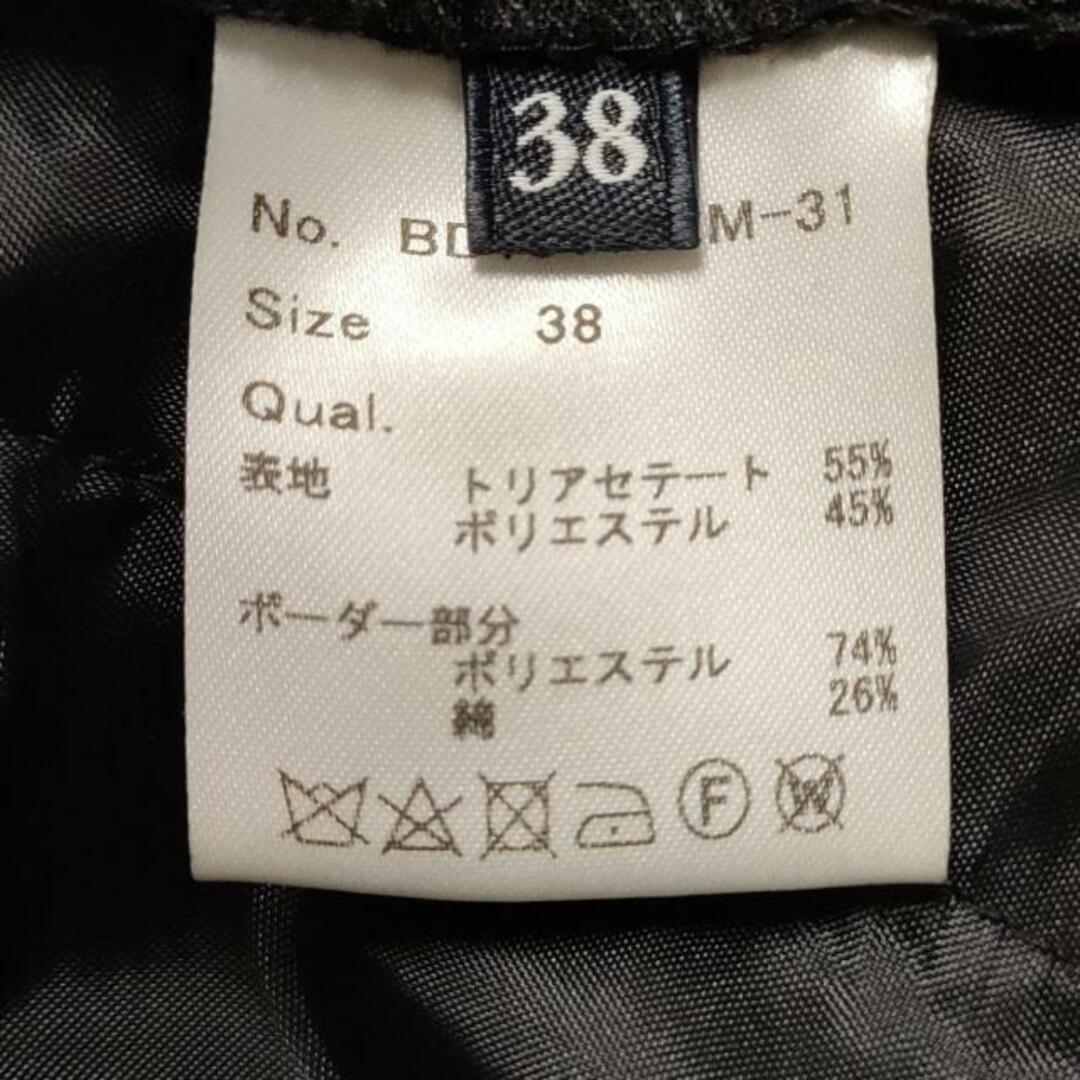 38
No. BD M-31
Size 38
Qual.
表地 トリアセテート 55%
ポリエステル 45%
ボーダー部分
ポリエステル 74%
綿 26%
F W